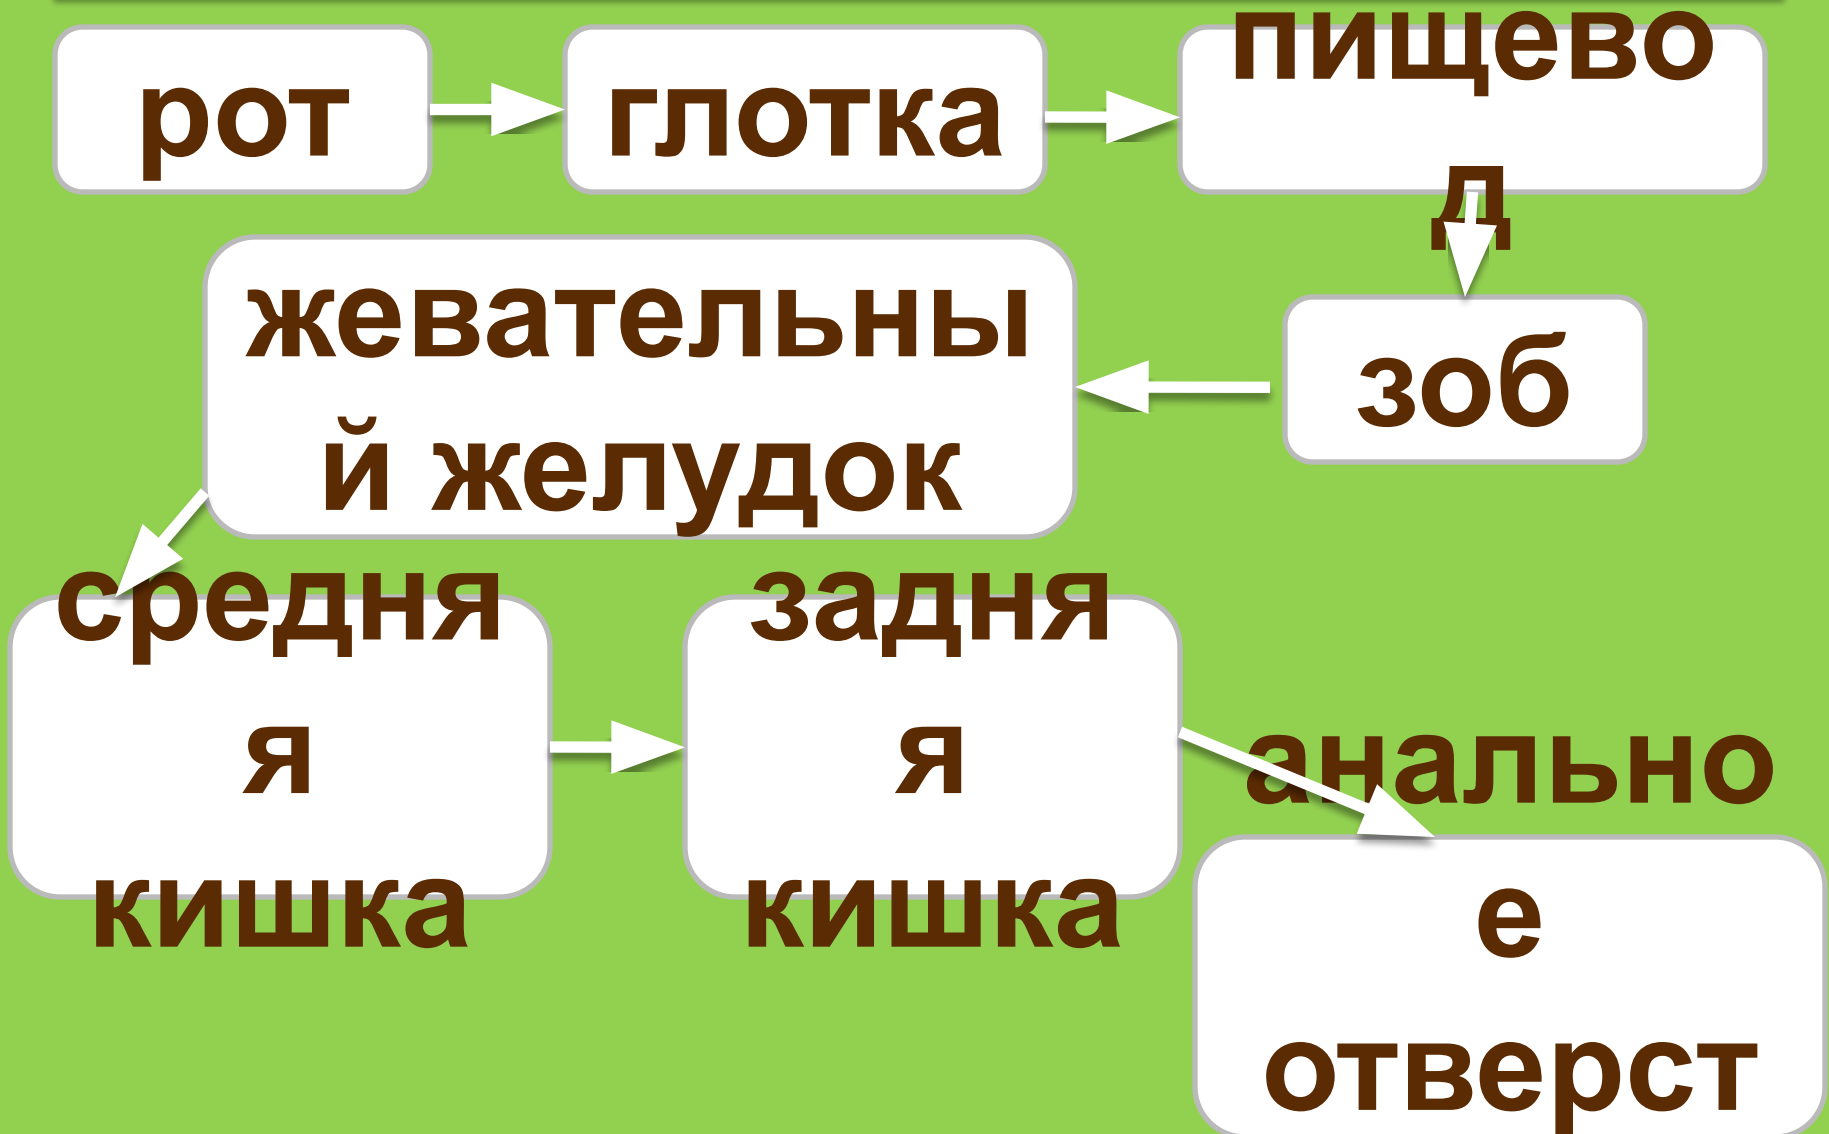 рот
глотка
пищево
д
зоб
жевательны
й желудок
средня
я
кишка
задня
я
кишка
анально
е
отверст